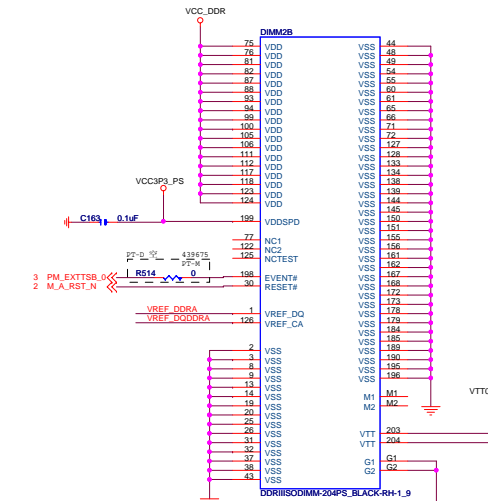 VCC_DDR
DIMM2B
75 VDD VSS 44
76 VDD VSS 48
81 VDD VSS 49
82 VDD VSS 54
87 VDD VSS 55
88 VDD VSS 60
93 VDD VSS 61
94 VDD VSS 65
99 VDD VSS 66
100 VDD VSS 71
105 VDD VSS 72
106 VDD VSS 127
111 VDD VSS 128
112 VDD VSS 133
117 VDD VSS 134
118 VDD VSS 138
123 VDD VSS 139
124 VDD VSS 144
VSS 145
VCC3P3_PS
C163 0.1uF 199 VDDSPD VSS 150
VSS 151
77 NC1 VSS 155
122 NC2 VSS 156
125 NCTEST VSS 161
VSS 162
PT-D 439675
PT-M
3 PM_EXTTSB_0 R514 0 198 EVENT# VSS 167
2 M_A_RST_N 30 RESET# VSS 168
VSS 172
VSS 173
VREF_DDRA 1 VREF_DQ VSS 178
VREF_DQDDRA 126 VREF_CA VSS 179
VSS 184
VSS 185
2 VSS VSS 189
3 VSS VSS 190
8 VSS VSS 195
9 VSS VSS 196
13 VSS
14 VSS M1 M1
19 VSS M2 M2
20 VSS
25 VSS
26 VSS VTT 203
31 VSS VTT 204
32 VSS
37 VSS G1 G1
38 VSS G2 G2
43 VSS
DDRIIISODIMM-204PS_BLACK-RH-1_9